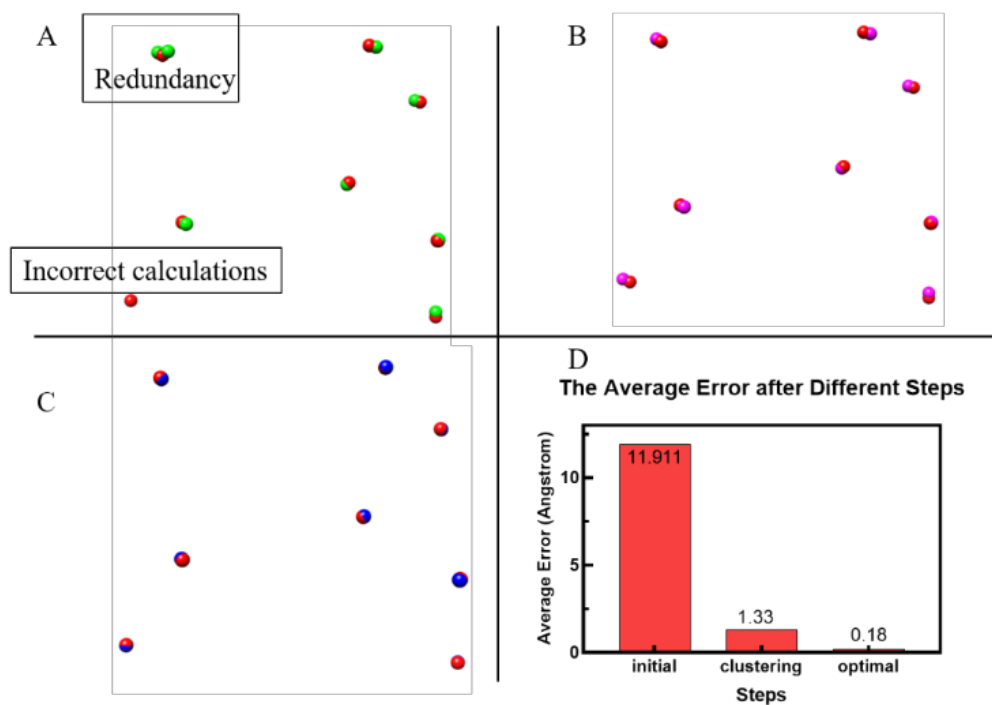 A
Redundancy
Incorrect calculations
B
C
D
The Average Error after Different Steps
Average Error (Angstrom)
10
5
0
11.911
1.33
0.18
initial
clustering
optimal
Steps